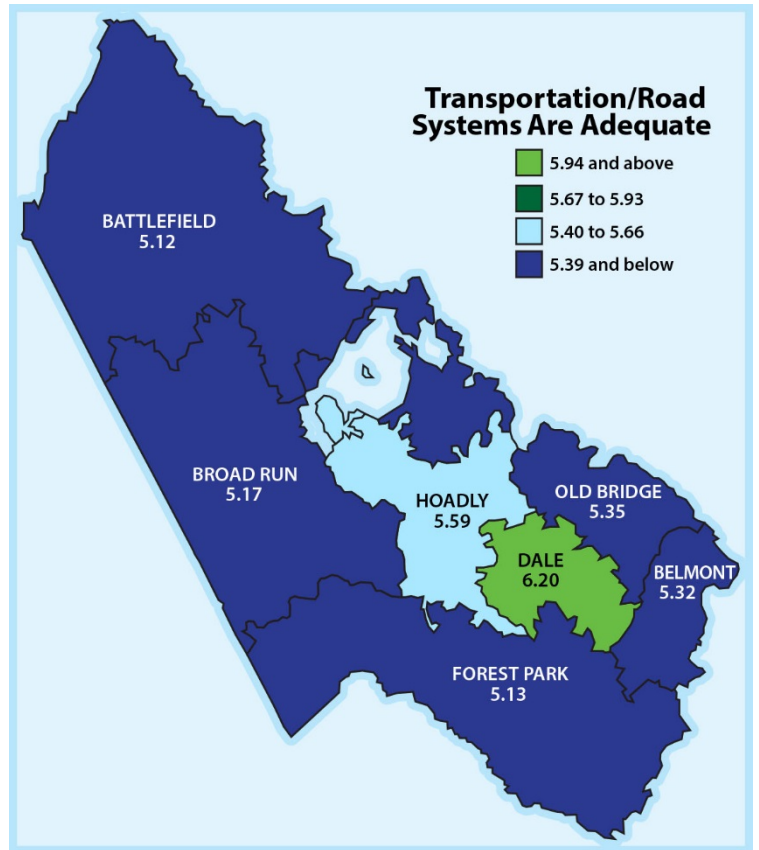 Transportation/Road
Systems Are Adequate
5.94 and above
5.67 to 5.93
5.40 to 5.66
5.39 and below
BATTLEFIELD
5.12
BROAD RUN
5.17
HOADLY
5.59
OLD BRIDGE
5.35
DALE
6.20
BELMONT
5.32
FOREST PARK
5.13